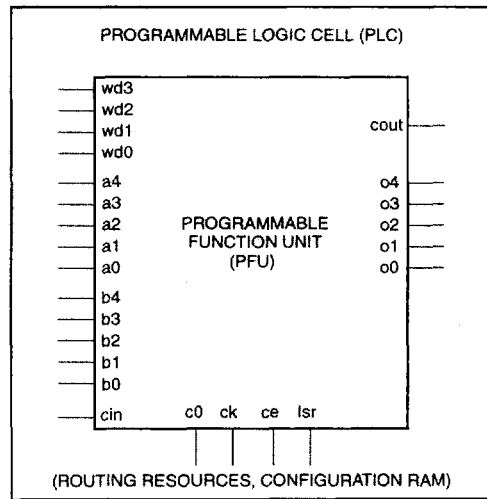 PROGRAMMABLE LOGIC CELL (PLC)
wd3
wd2
wd1
wd0
cout
a4
a3
a2
a1
a0
o4
o3
o2
o1
o0
PROGRAMMABLE
FUNCTION UNIT
(PFU)
b4
b3
b2
b1
b0
cin
c0 ck ce lsr
(ROUTING RESOURCES, CONFIGURATION RAM)